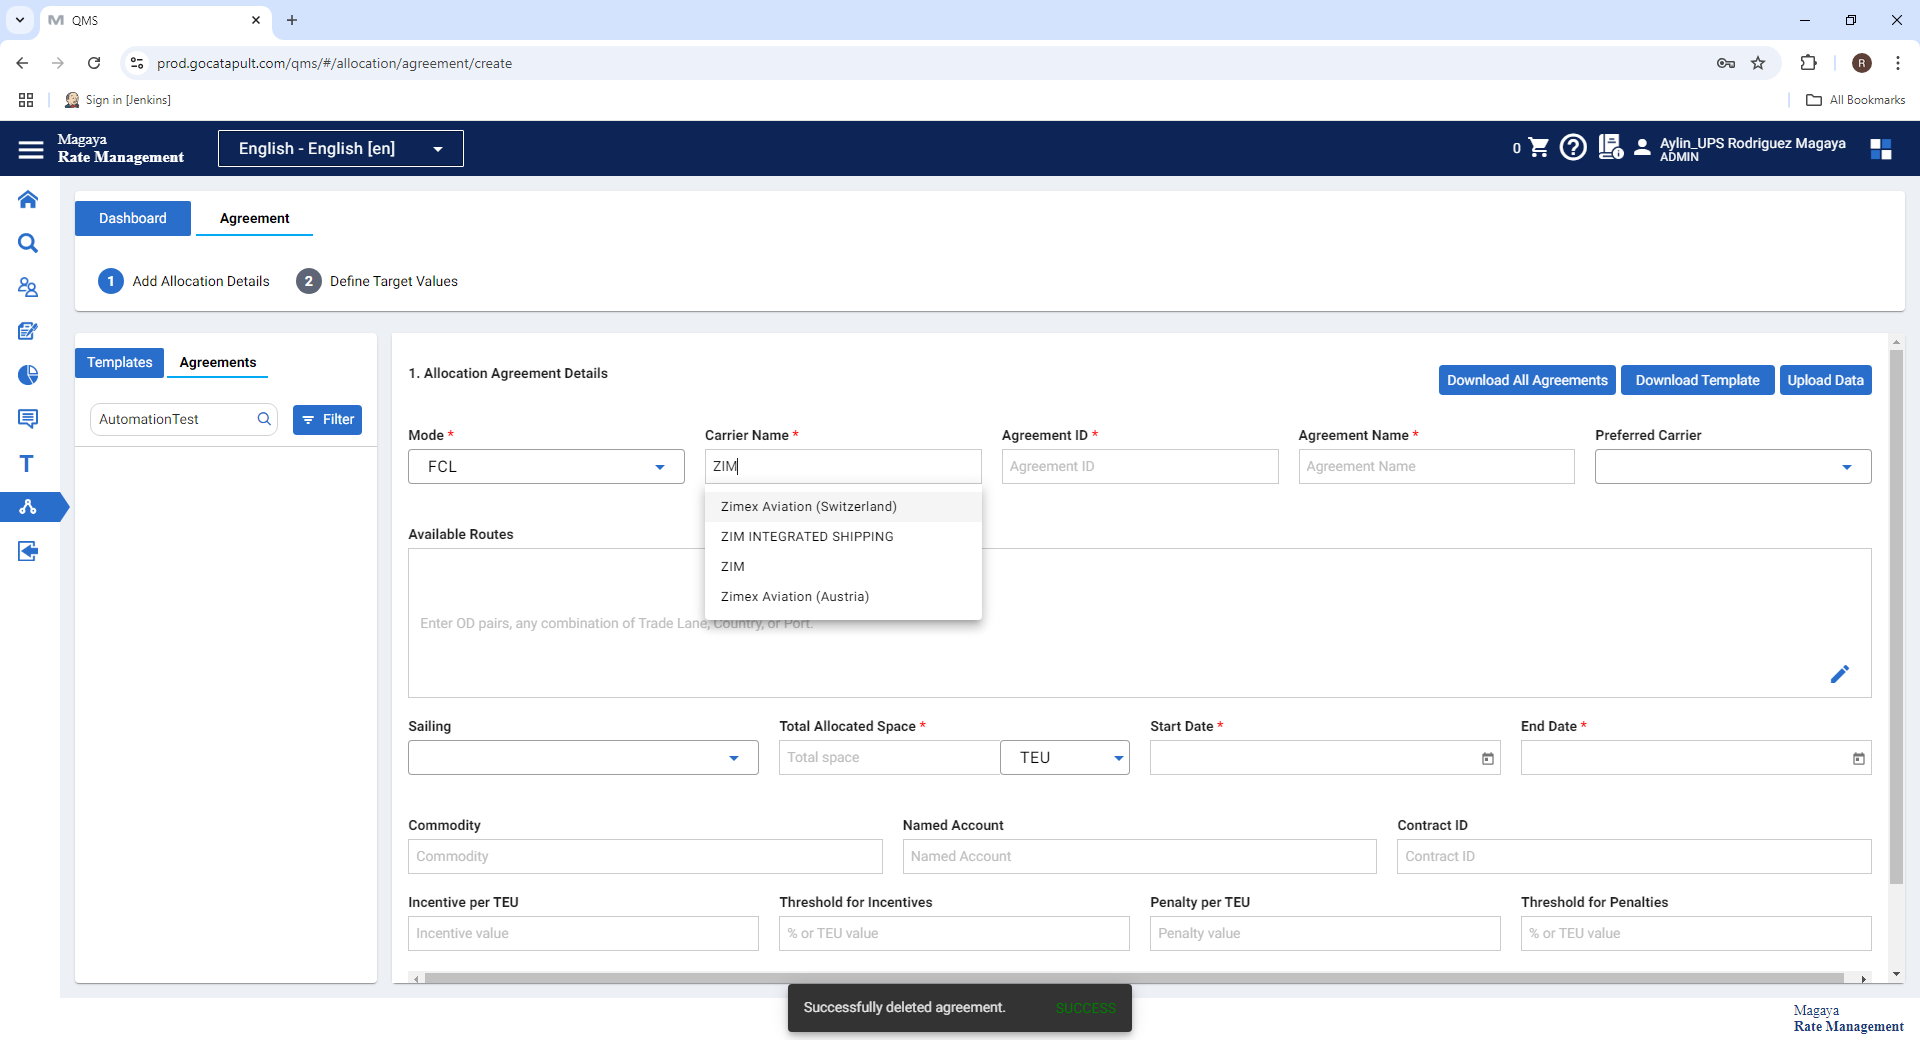 QMS
prod.gocatapult.com/qms/#/allocation/agreement/create
R
Sign in [Jenkins]
All Bookmarks
Magaya
Rate Management
English - English [en]
0
Aylin_UPS Rodriguez Magaya
ADMIN
Dashboard
Agreement
1 Add Allocation Details
2 Define Target Values
Templates
Agreements
AutomationTest
Filter
1. Allocation Agreement Details
Download All Agreements
Download Template
Upload Data
Mode *
Carrier Name *
Agreement ID *
Agreement Name *
Preferred Carrier
FCL
ZIM
Agreement ID
Agreement Name
Zimex Aviation (Switzerland)
ZIM INTEGRATED SHIPPING
ZIM
Zimex Aviation (Austria)
Available Routes
Enter OD pairs, any combination of Trade Lane, Country, or Port.
Sailing
Total Allocated Space *
Start Date *
End Date *
Total space
TEU
Commodity
Named Account
Contract ID
Commodity
Named Account
Contract ID
Incentive per TEU
Threshold for Incentives
Penalty per TEU
Threshold for Penalties
Incentive value
% or TEU value
Penalty value
% or TEU value
Successfully deleted agreement.
SUCCESS
Magaya
Rate Management